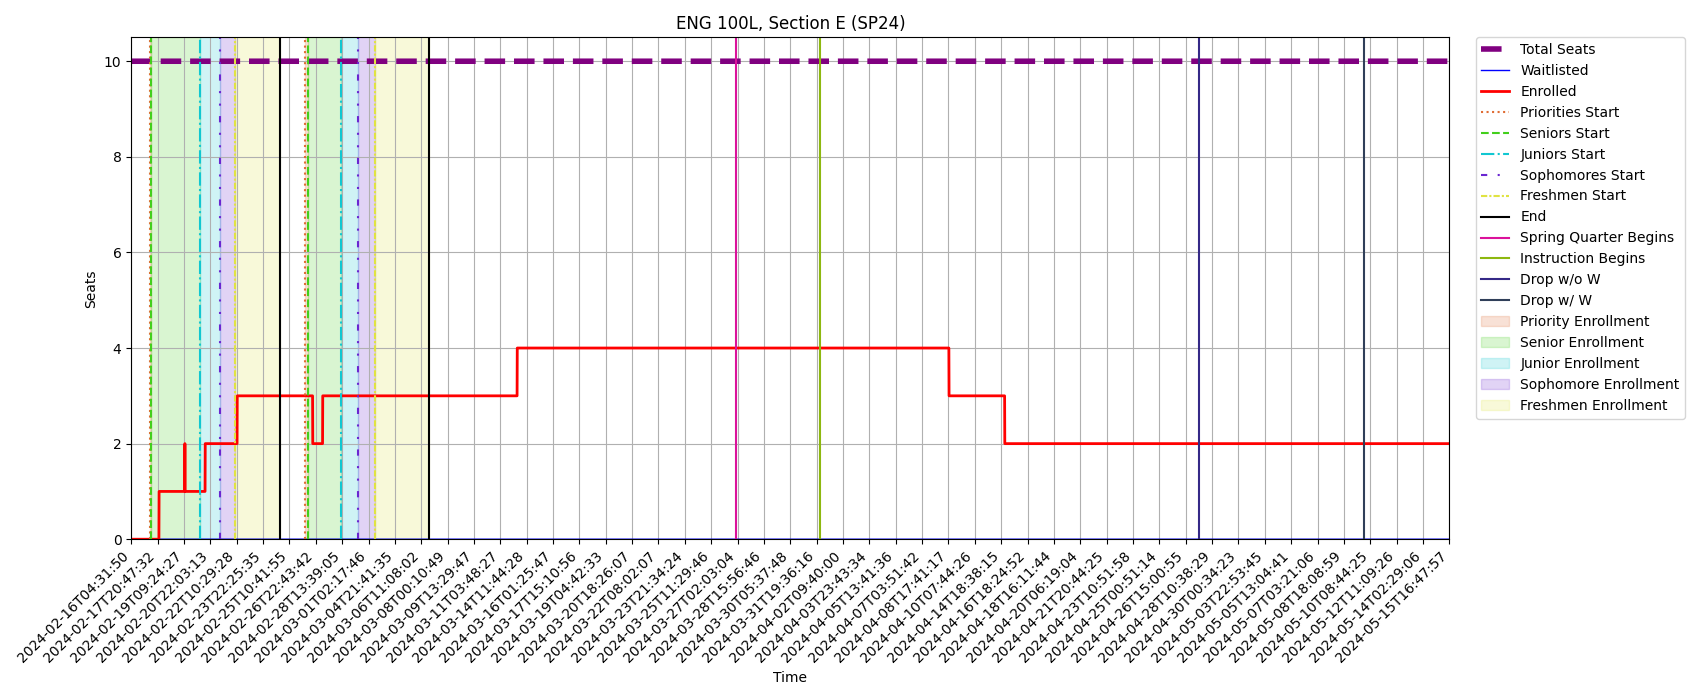 ENG 100L, Section E (SP24)
10
8
6
4
2
0
Seats
2024-02-16T04:31:50
2024-02-17T20:47:32
2024-02-19T09:24:27
2024-02-20T22:03:13
2024-02-22T10:29:28
2024-02-23T22:25:35
2024-02-25T10:41:55
2024-02-26T22:43:42
2024-02-28T13:39:05
2024-03-01T02:17:46
2024-03-04T21:41:35
2024-03-06T11:08:02
2024-03-08T00:10:49
2024-03-09T13:29:47
2024-03-11T03:48:27
2024-03-14T11:44:28
2024-03-16T01:25:47
2024-03-17T15:10:56
2024-03-19T04:42:33
2024-03-20T18:26:07
2024-03-22T08:02:07
2024-03-23T21:34:24
2024-03-25T11:29:46
2024-03-27T02:03:04
2024-03-28T15:56:46
2024-03-30T05:37:48
2024-03-31T19:36:16
2024-04-02T09:40:00
2024-04-03T23:43:34
2024-04-05T13:41:36
2024-04-07T03:51:42
2024-04-08T17:41:17
2024-04-10T07:44:26
2024-04-14T18:38:15
2024-04-16T18:24:52
2024-04-18T16:11:44
2024-04-20T06:19:04
2024-04-21T20:44:25
2024-04-23T10:51:58
2024-04-25T00:51:14
2024-04-26T15:00:55
2024-04-28T10:38:29
2024-04-30T00:34:23
2024-05-03T22:53:45
2024-05-05T13:04:41
2024-05-07T03:21:06
2024-05-08T18:08:59
2024-05-10T08:44:25
2024-05-12T11:09:26
2024-05-14T02:29:06
2024-05-15T16:47:57
Time
Total Seats
Waitlisted
Enrolled
Priorities Start
Seniors Start
Juniors Start
Sophomores Start
Freshmen Start
End
Spring Quarter Begins
Instruction Begins
Drop w/o W
Drop w/ W
Priority Enrollment
Senior Enrollment
Junior Enrollment
Sophomore Enrollment
Freshmen Enrollment